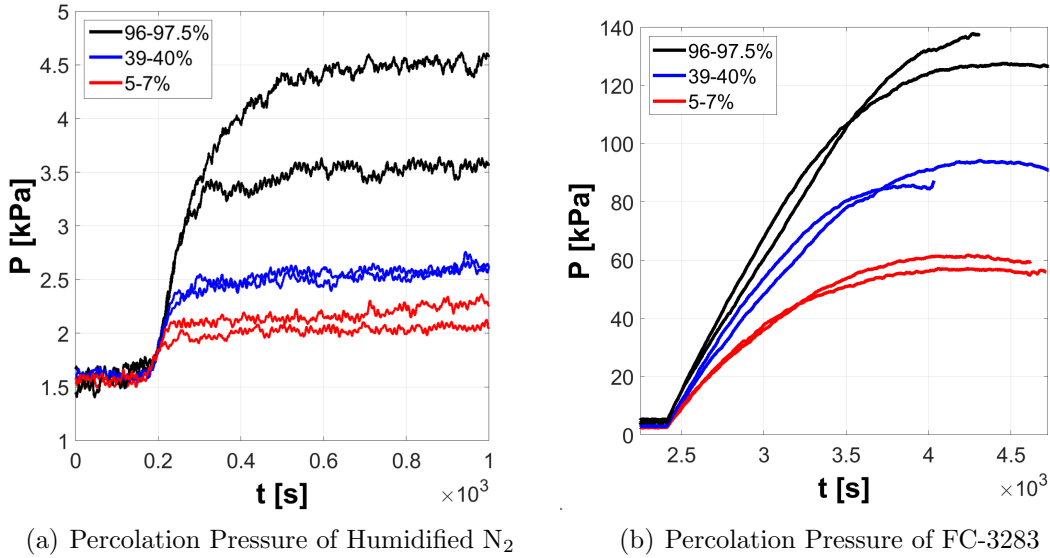 5
4.5
4
3.5
3
2.5
2
1.5
1
P [kPa]
96-97.5%
39-40%
5-7%
0 0.2 0.4 0.6 0.8 1
t [s] ×10³
(a) Percolation Pressure of Humidified N₂
140
120
100
80
60
40
20
0
P [kPa]
96-97.5%
39-40%
5-7%
2.5 3 3.5 4 4.5
t [s] ×10³
(b) Percolation Pressure of FC-3283